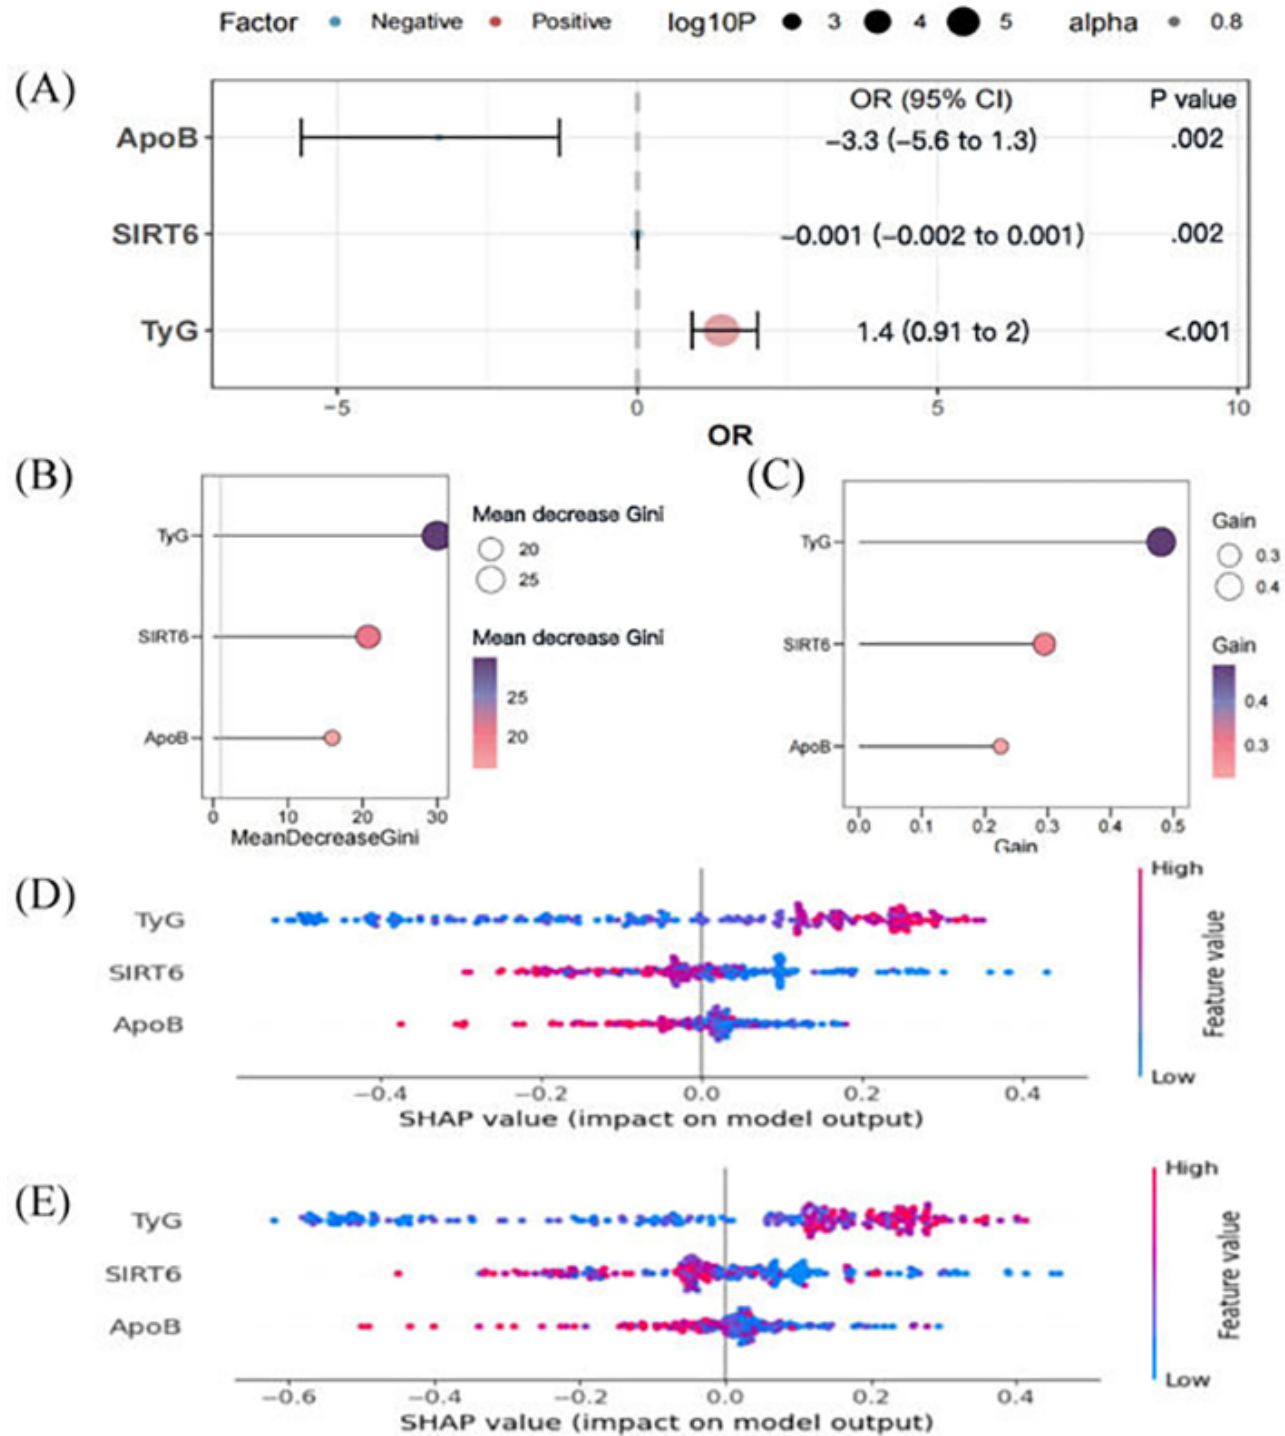 Factor Negative Positive log10P 3 4 5 alpha 0.8
(A)
OR (95% CI) P value
ApoB −3.3 (−5.6 to 1.3) .002
SIRT6 −0.001 (−0.002 to 0.001) .002
TyG 1.4 (0.91 to 2) <.001
−5 0 5 10
OR
(B)
TyG
SIRT6
ApoB
0 10 20 30
MeanDecreaseGini
Mean decrease Gini
20
25
Mean decrease Gini
25
20
(C)
TyG
SIRT6
ApoB
0.0 0.1 0.2 0.3 0.4 0.5
Gain
Gain
0.3
0.4
Gain
0.4
0.3
(D)
TyG
SIRT6
ApoB
−0.4 −0.2 0.0 0.2 0.4
SHAP value (impact on model output)
High
Feature value
Low
(E)
TyG
SIRT6
ApoB
−0.6 −0.4 −0.2 0.0 0.2 0.4
SHAP value (impact on model output)
High
Feature value
Low